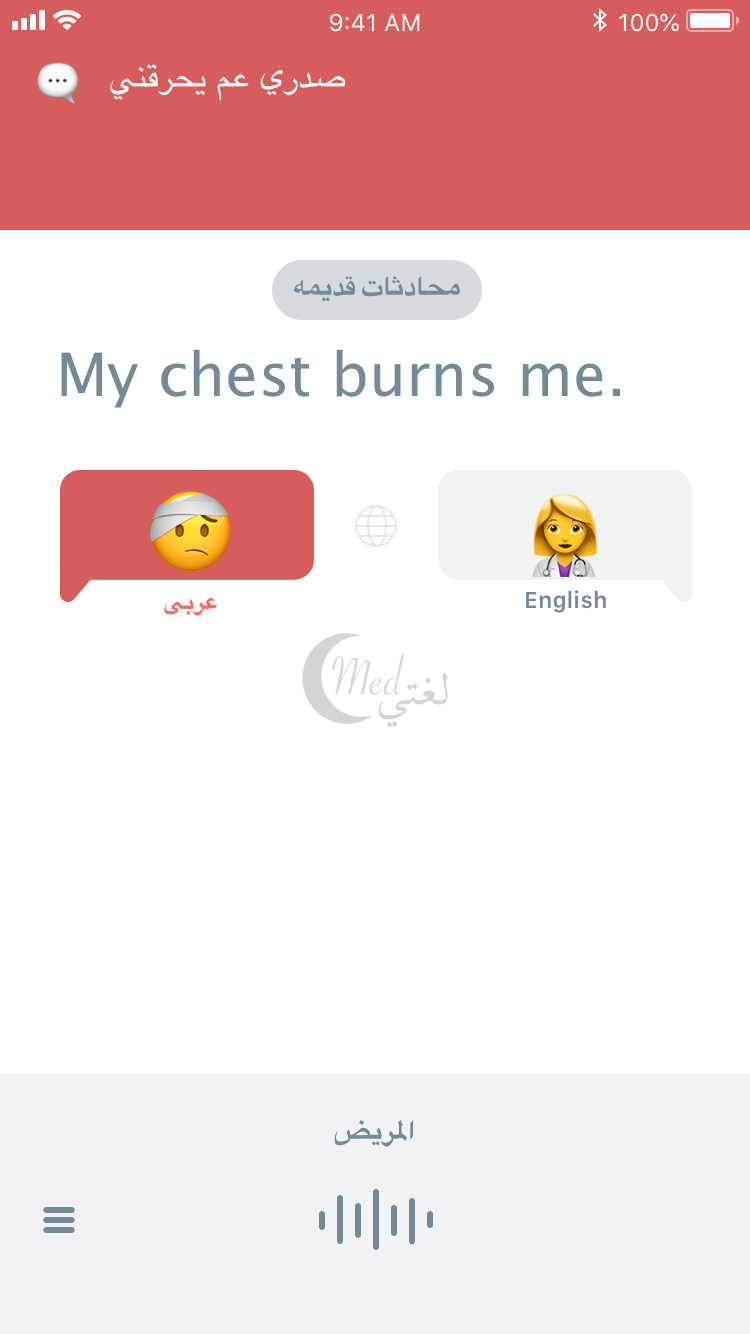 9:41 AM
100%
صدري عم يحرقني
محادثات قديمه
My chest burns me.
عربى
English
Med لغتي
المريض